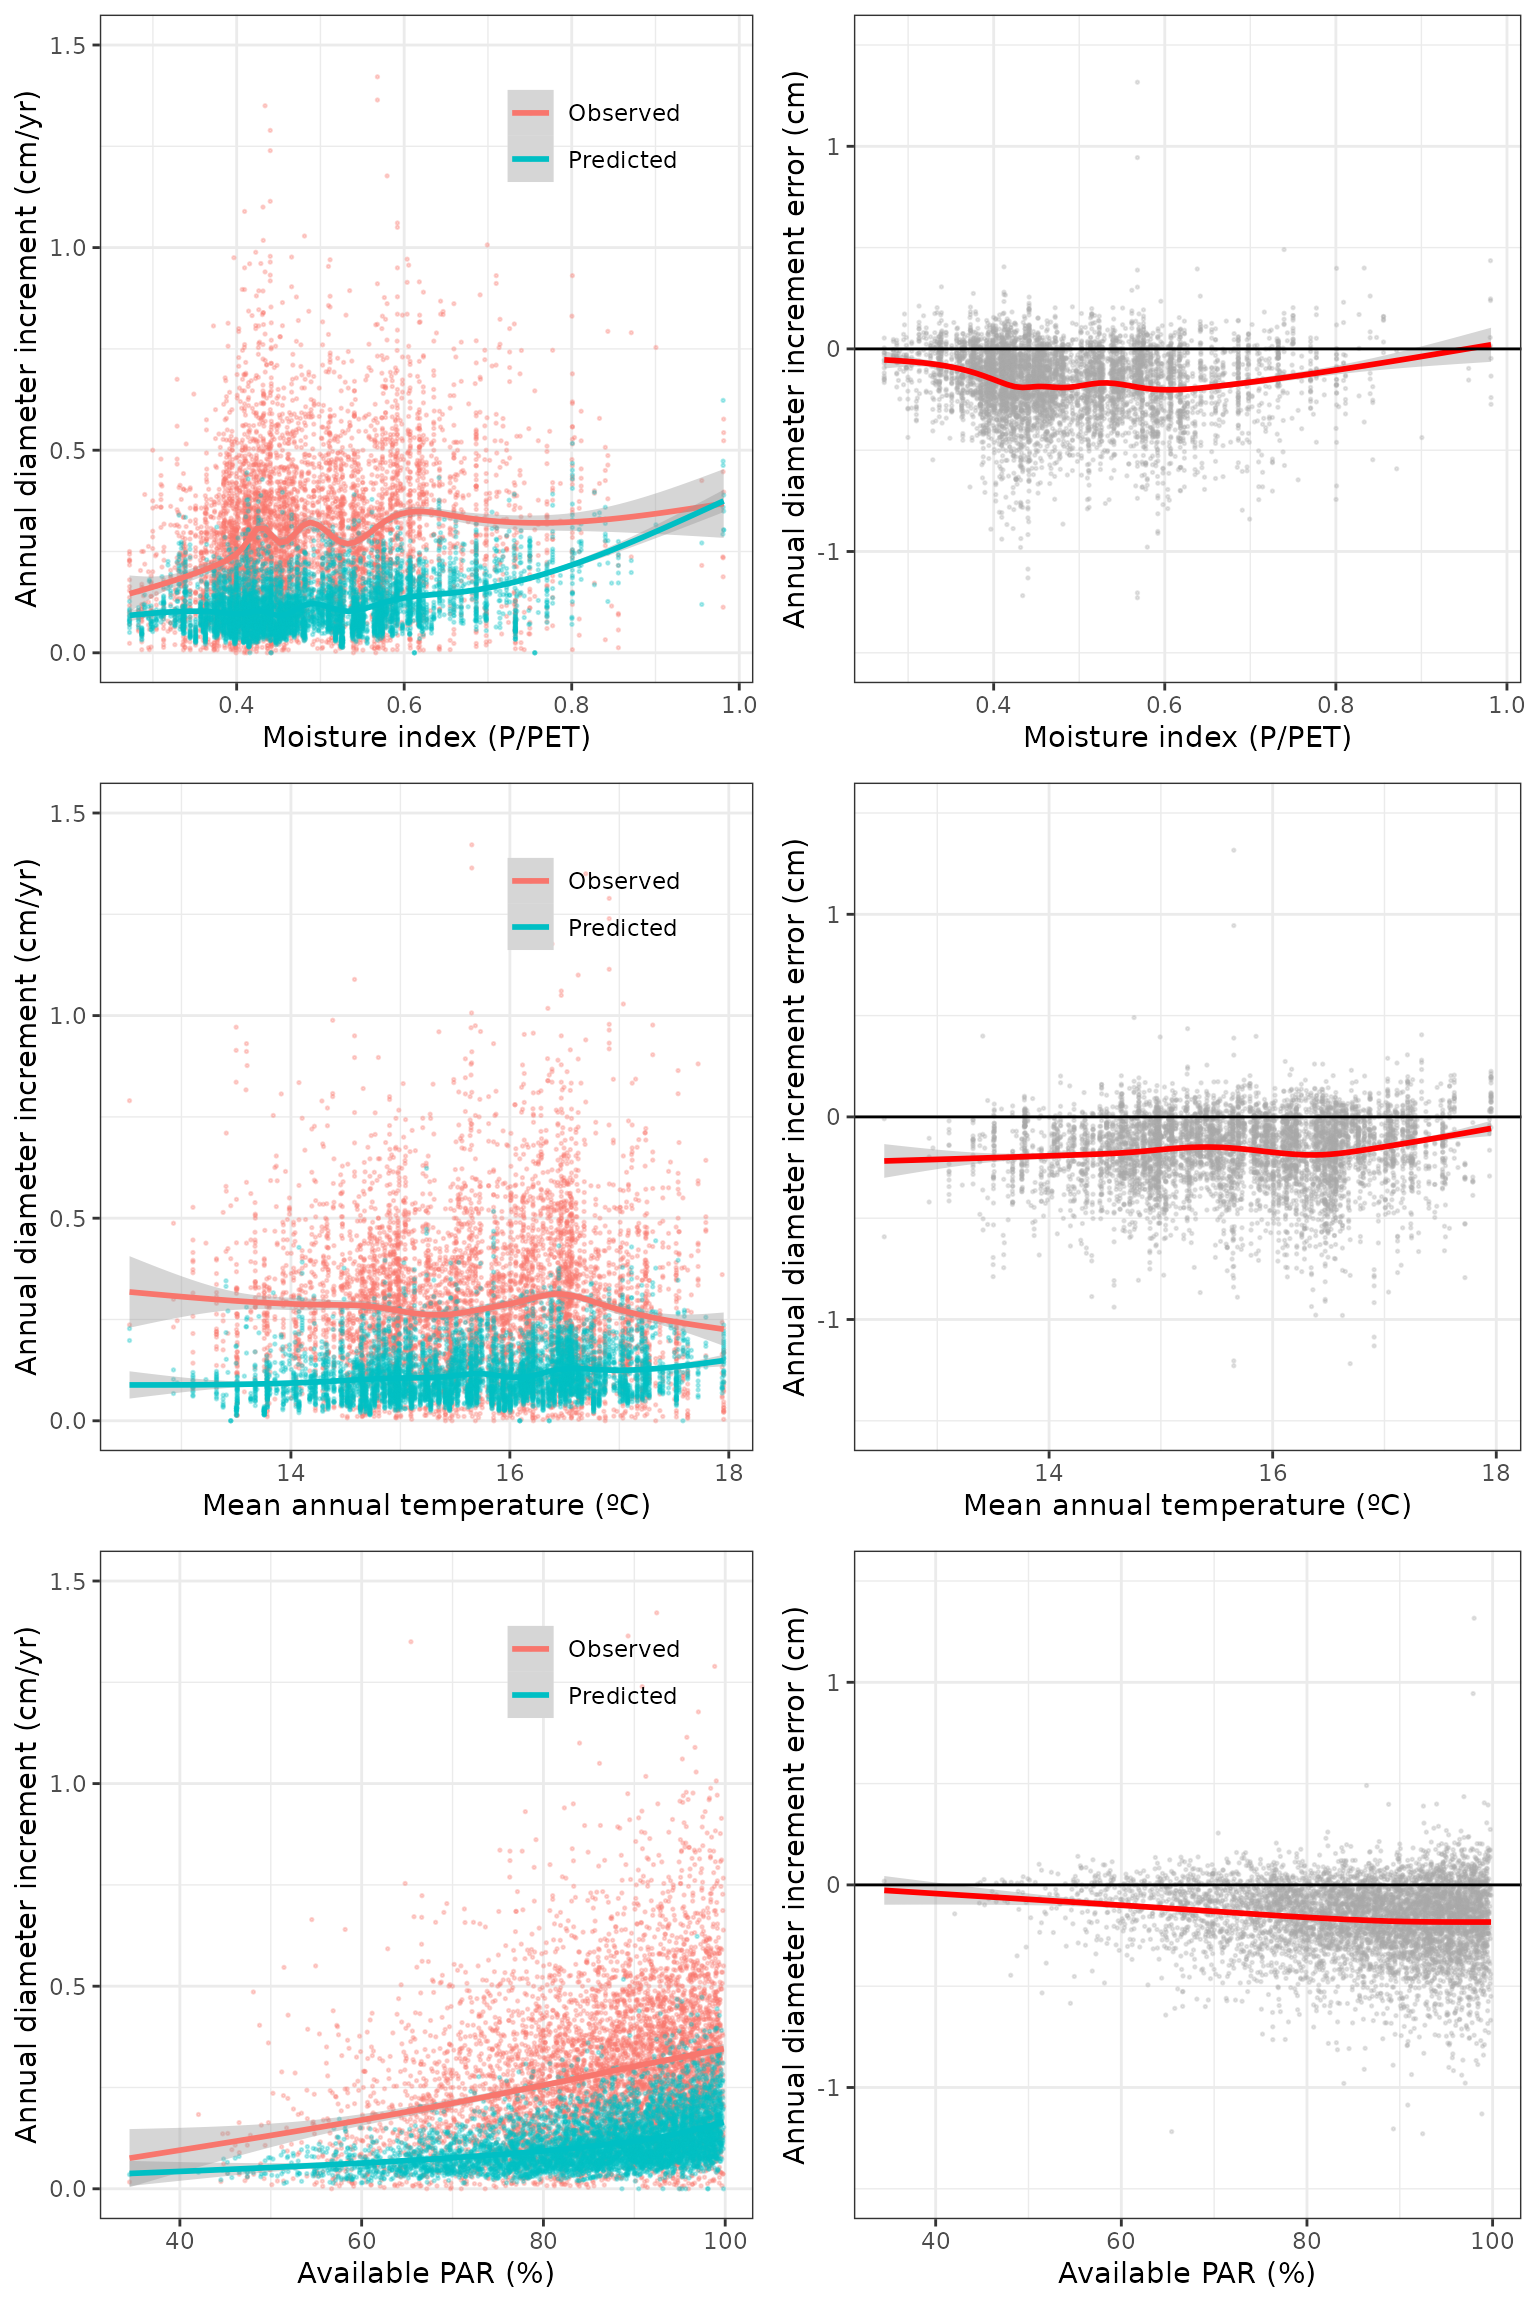 Annual diameter increment (cm/yr)
1.5
1.0
0.5
0.0
Observed
Predicted
0.4 0.6 0.8 1.0
Moisture index (P/PET)
Annual diameter increment error (cm)
1
0
-1
0.4 0.6 0.8 1.0
Moisture index (P/PET)
Annual diameter increment (cm/yr)
1.5
1.0
0.5
0.0
Observed
Predicted
14 16 18
Mean annual temperature (ºC)
Annual diameter increment error (cm)
1
0
-1
14 16 18
Mean annual temperature (ºC)
Annual diameter increment (cm/yr)
1.5
1.0
0.5
0.0
Observed
Predicted
40 60 80 100
Available PAR (%)
Annual diameter increment error (cm)
1
0
-1
40 60 80 100
Available PAR (%)